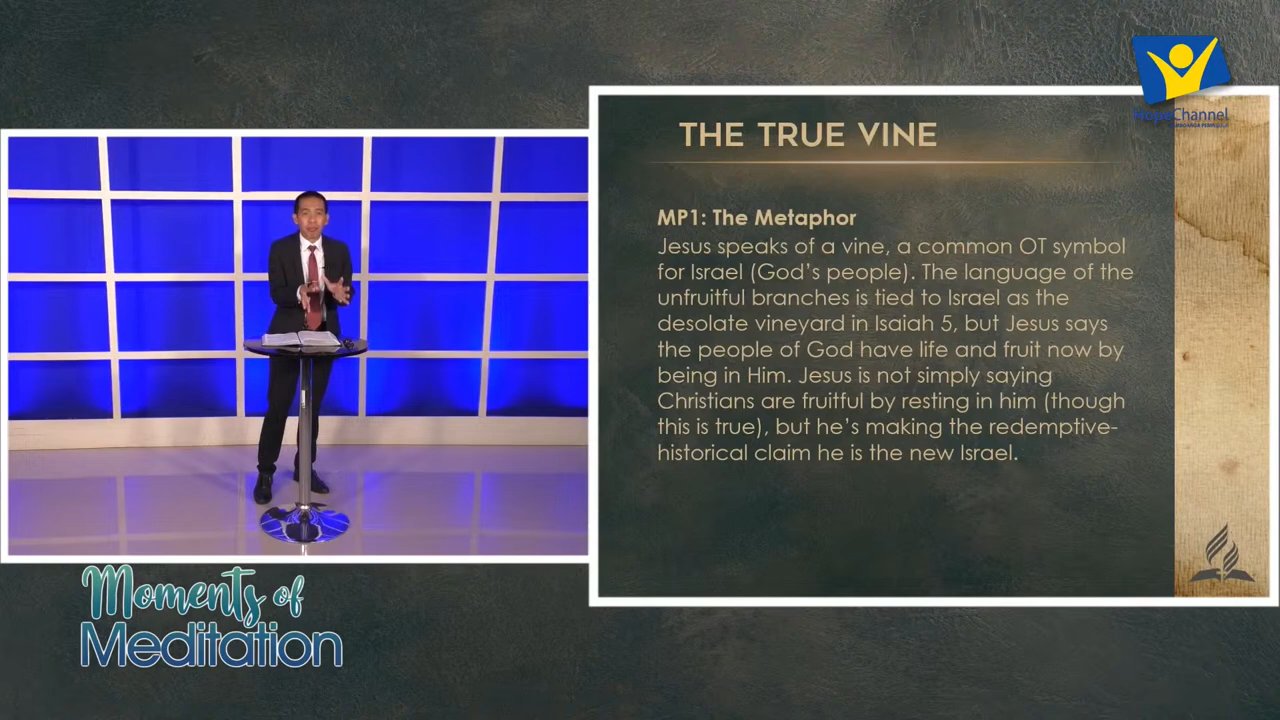 HopeChannel
THE TRUE VINE
MP1: The Metaphor
Jesus speaks of a vine, a common OT symbol
for Israel (God’s people). The language of the
unfruitful branches is tied to Israel as the
desolate vineyard in Isaiah 5, but Jesus says
the people of God have life and fruit now by
being in Him. Jesus is not simply saying
Christians are fruitful by resting in him (though
this is true), but he’s making the redemptive-
historical claim he is the new Israel.
Moments of
Meditation